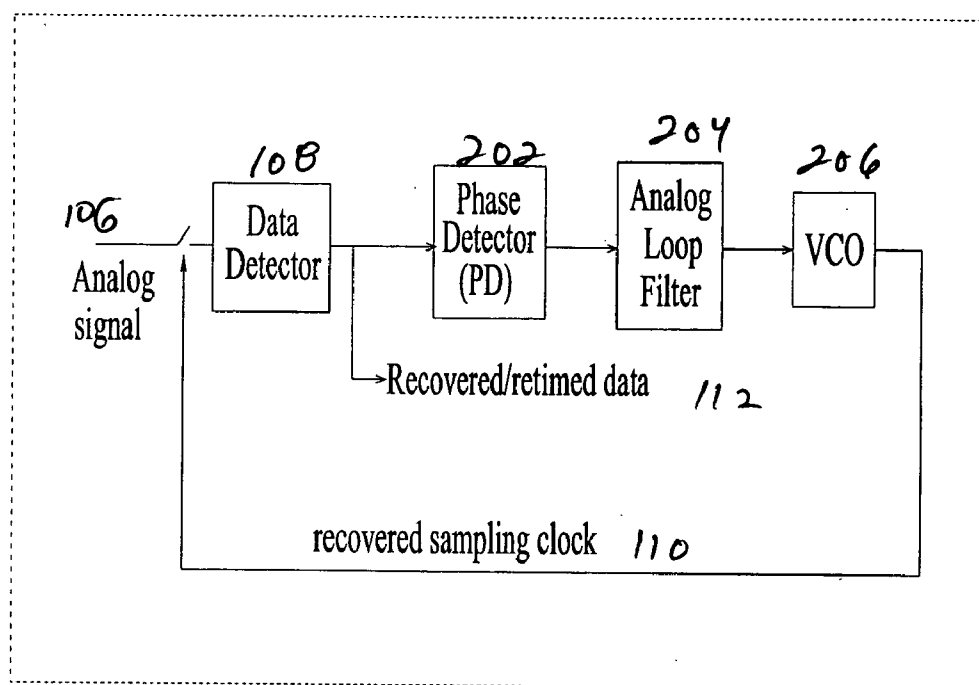 106
Analog
signal
108
Data
Detector
202
Phase
Detector
(PD)
204
Analog
Loop
Filter
206
VCO
Recovered/retimed data 112
recovered sampling clock 110